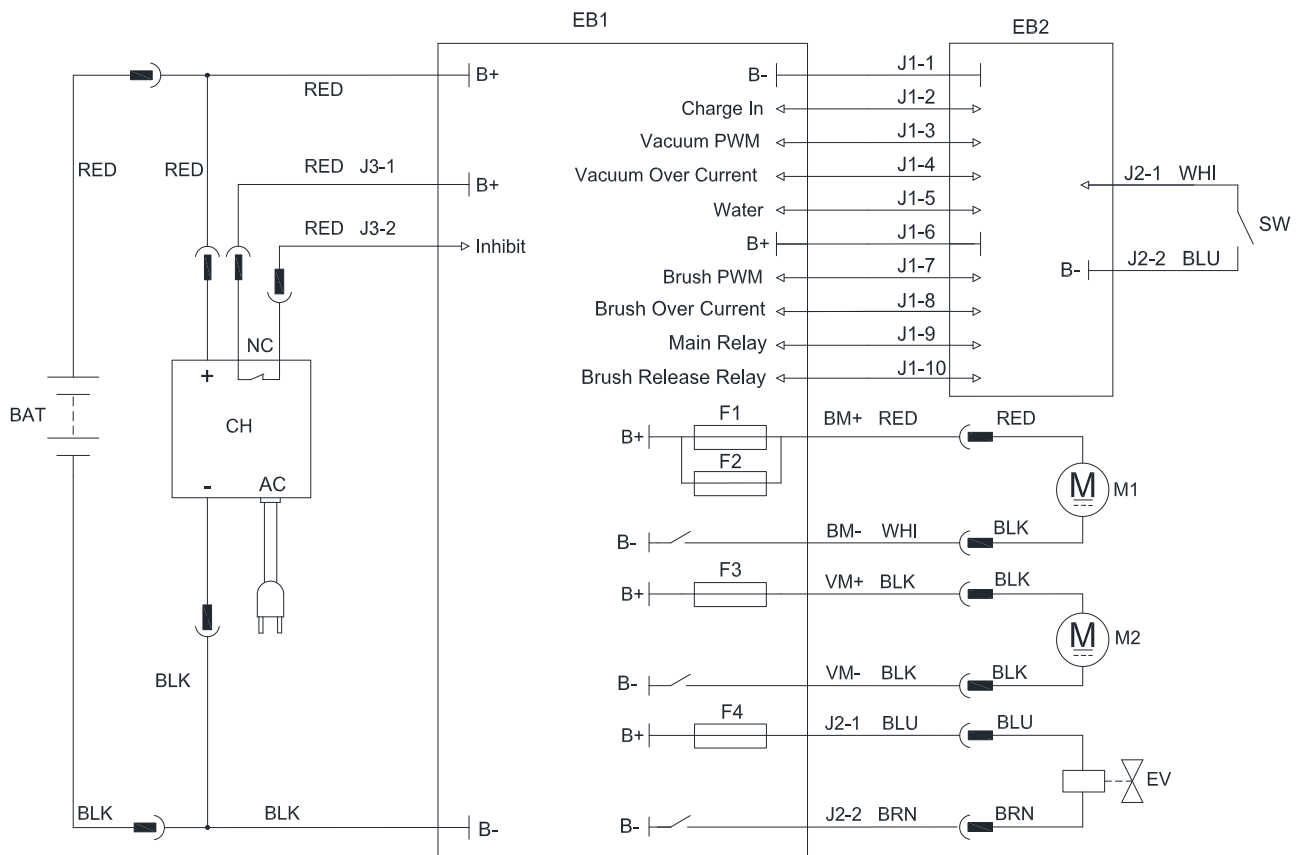 EB1
EB2
RED
B+
B-
J1-1
Charge In
J1-2
Vacuum PWM
J1-3
RED
RED
RED J3-1
B+
Vacuum Over Current
J1-4
J2-1 WHI
Water
J1-5
SW
RED J3-2
Inhibit
B+
J1-6
B-
J2-2 BLU
Brush PWM
J1-7
Brush Over Current
J1-8
NC
Main Relay
J1-9
+
Brush Release Relay
J1-10
BAT
CH
F1
BM+ RED
RED
B+
F2
-
AC
M
M1
B-
BM- WHI
BLK
F3
VM+ BLK
BLK
B+
M
M2
BLK
B-
VM- BLK
BLK
F4
J2-1 BLU
BLU
B+
EV
BLK
BLK
B-
B-
J2-2 BRN
BRN